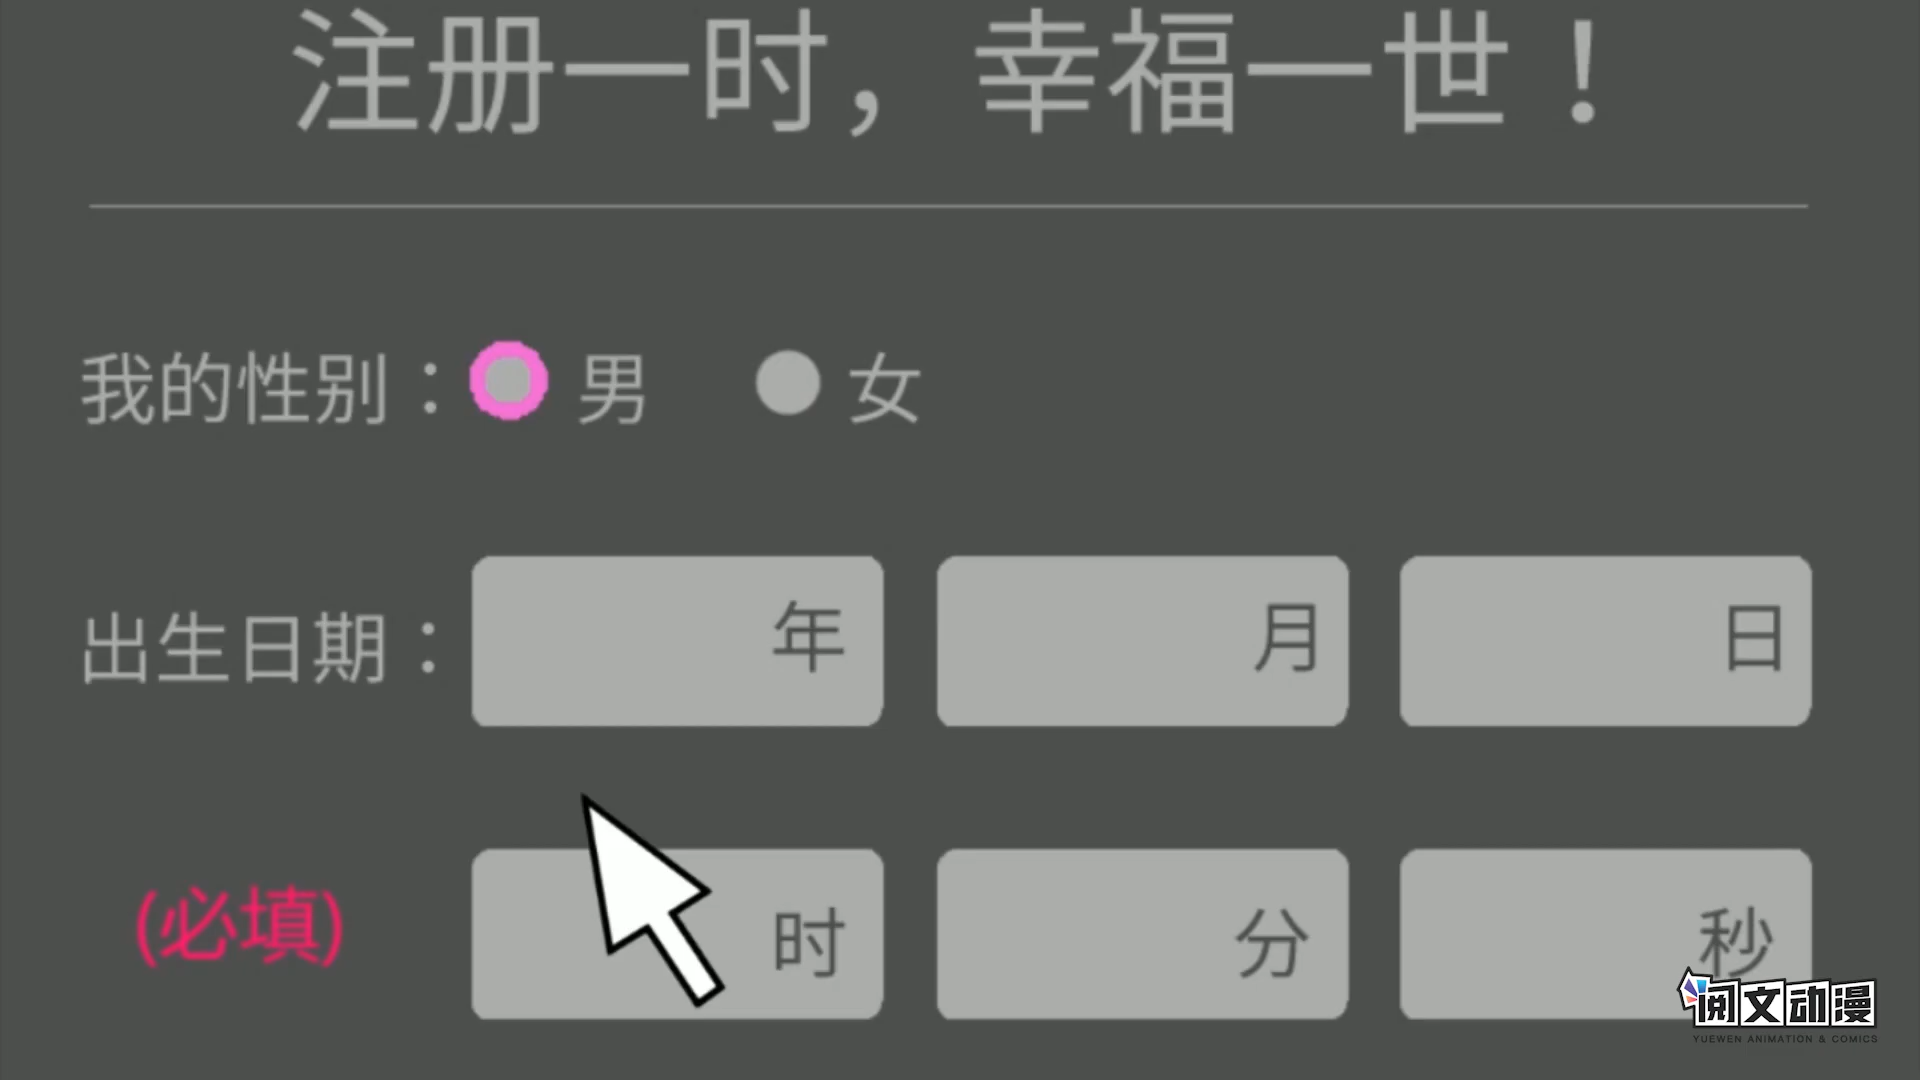 注册一时，幸福一世！
我的性别：男 女
出生日期： 年 月 日
(必填) 时 分 秒
阅文动漫
YUEWEN ANIMATION & COMICS